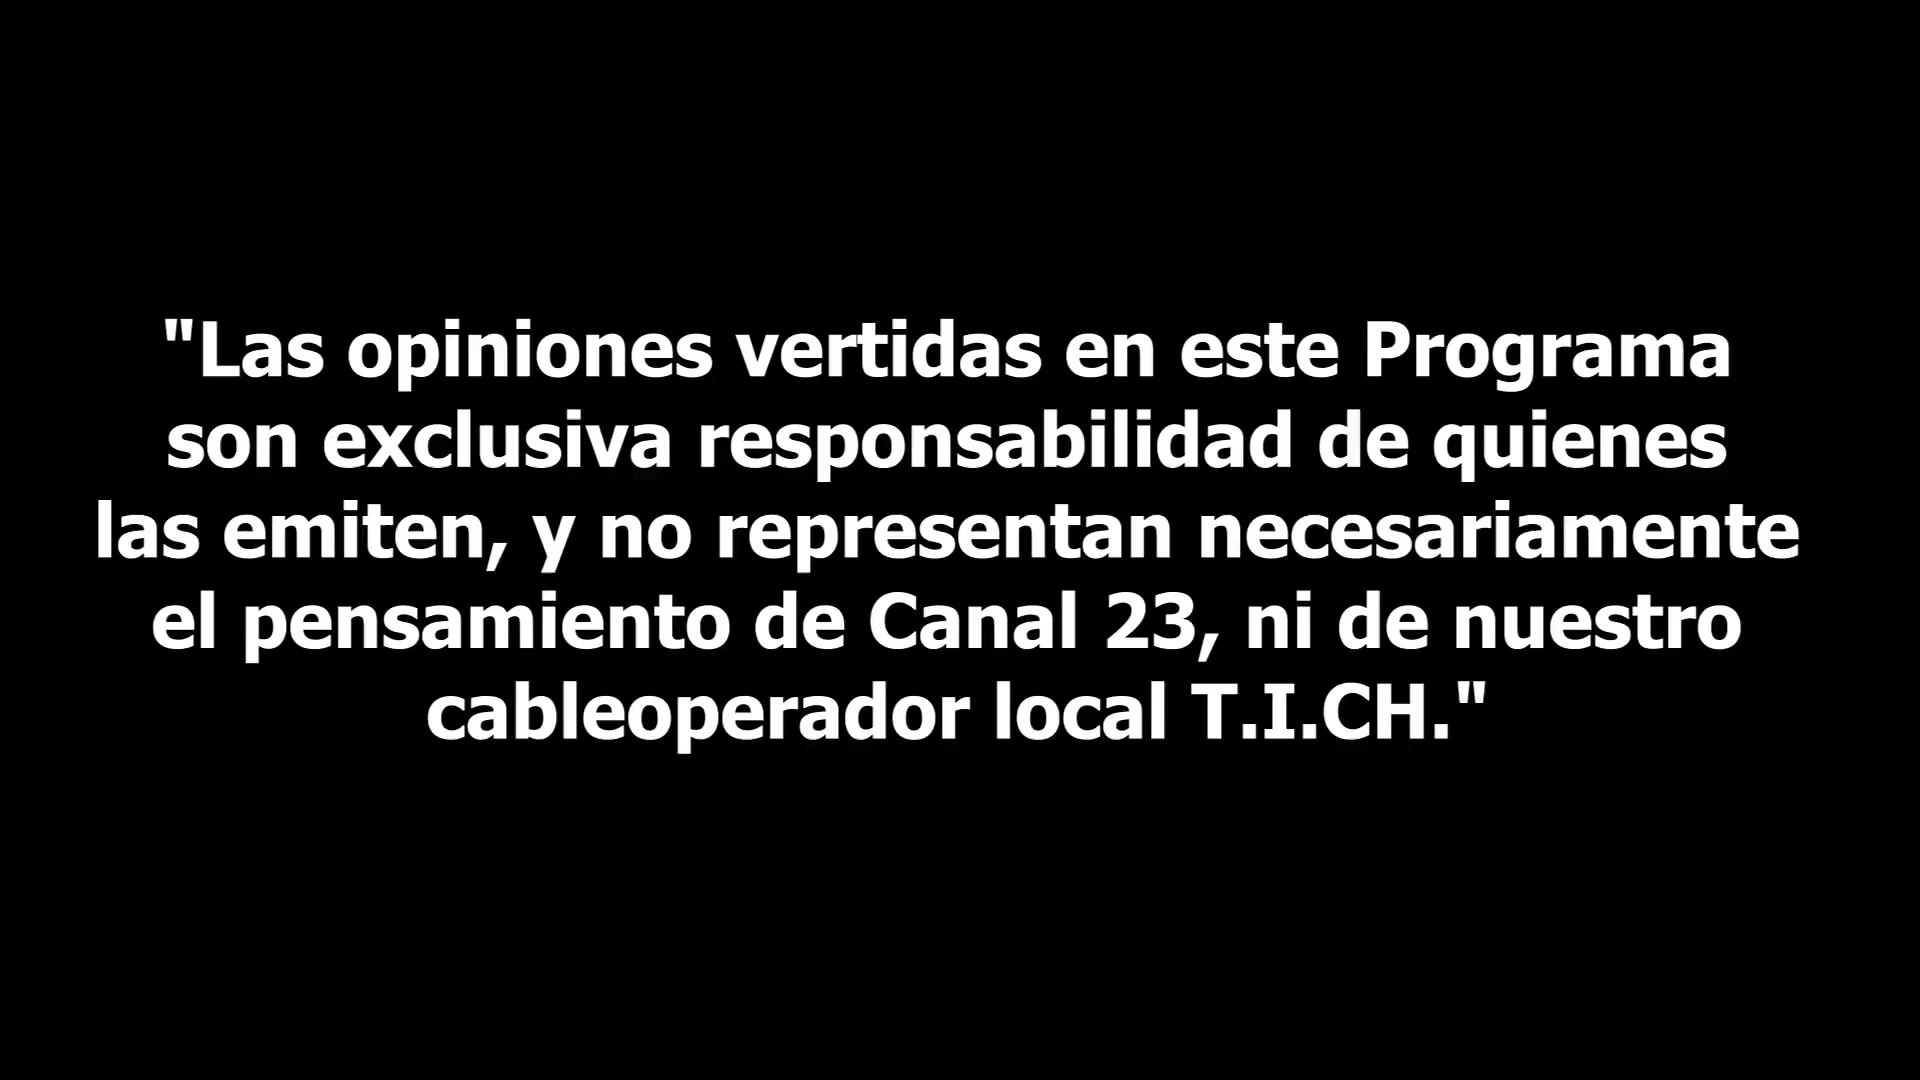 "Las opiniones vertidas en este Programa
son exclusiva responsabilidad de quienes
las emiten, y no representan necesariamente
el pensamiento de Canal 23, ni de nuestro
cableoperador local T.I.CH."